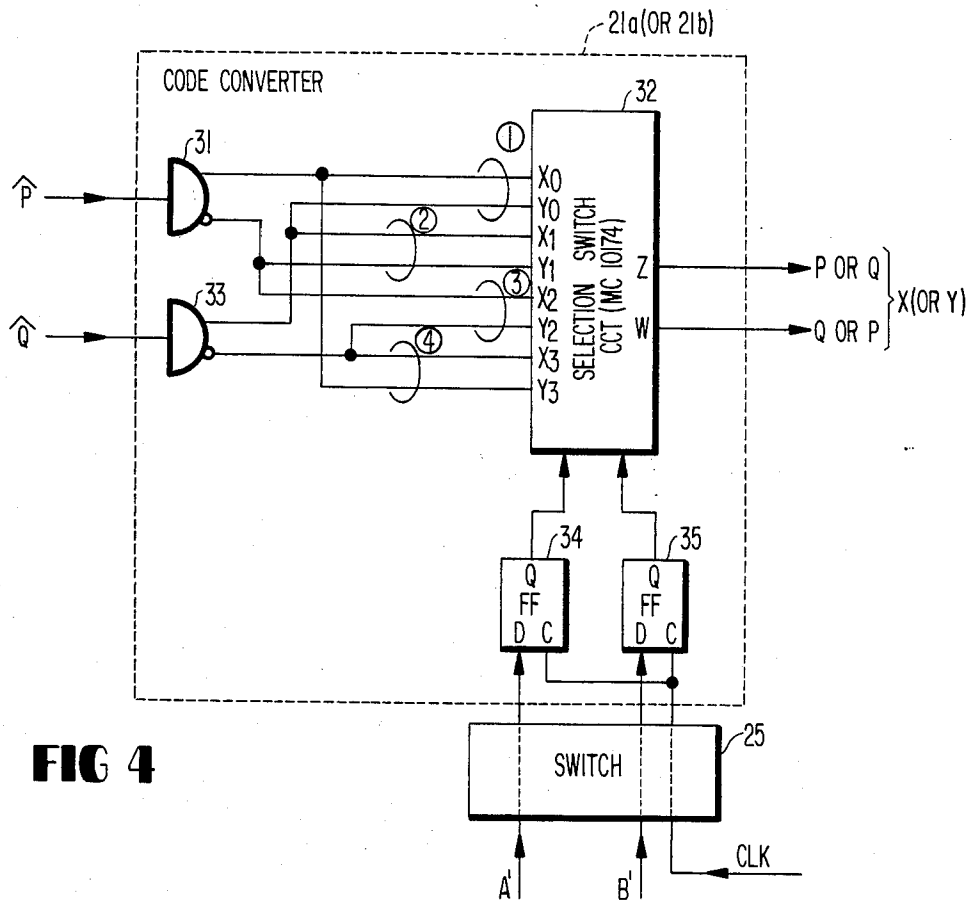 21a(OR 21b)
CODE CONVERTER
31
32
①
P̂
X0
Y0
②
X1
Y1
③
X2
Y2
④
X3
Y3
SELECTION SWITCH
CCT (MC 10174)
Z
W
P OR Q
Q OR P
X(OR Y)
33
Q̂
34
35
Q
FF
D C
Q
FF
D C
SWITCH
25
FIG 4
A'
B'
CLK